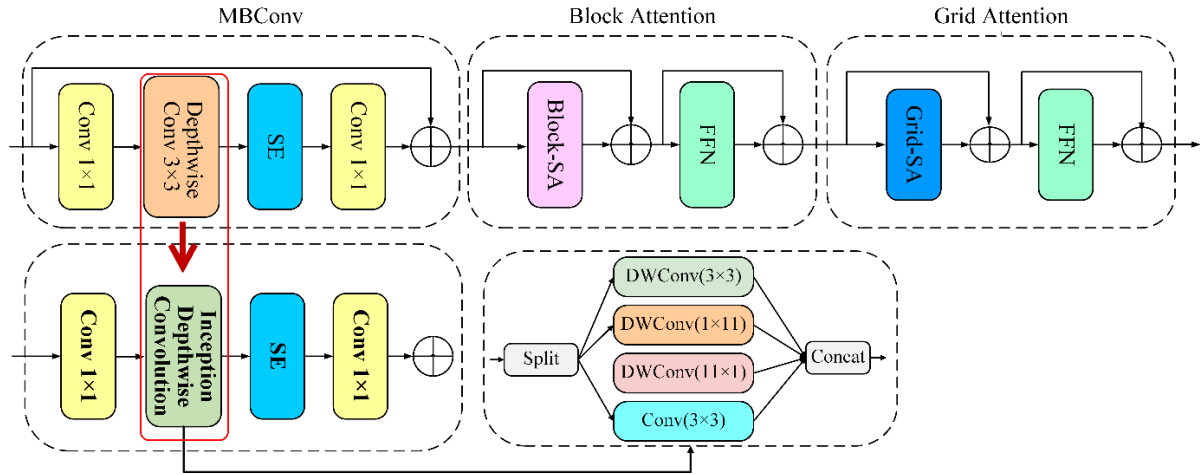 MBConv
Block Attention
Grid Attention
Conv 1×1
Depthwise
Conv 3×3
SE
Conv 1×1
Block-SA
FFN
Grid-SA
FFN
Conv 1×1
Inception
Depthwise
Convolution
SE
Conv 1×1
Split
DWConv(3×3)
DWConv(1×11)
DWConv(11×1)
Conv(3×3)
Concat